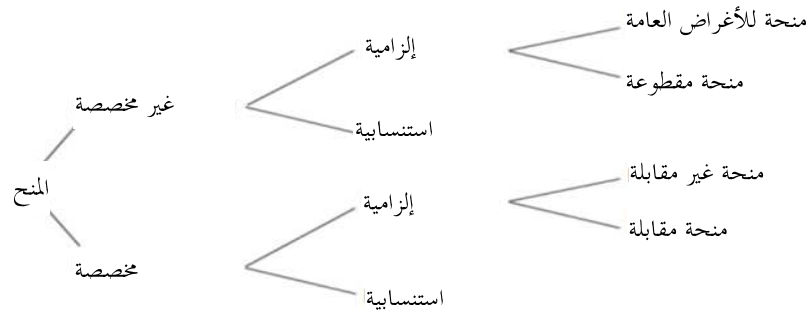 منحة للأغراض العامة
إلزامية
منحة مقطوعة
غير مخصصة
استنسابية
منحة غير مقابلة
المنح
إلزامية
منحة مقابلة
مخصصة
استنسابية